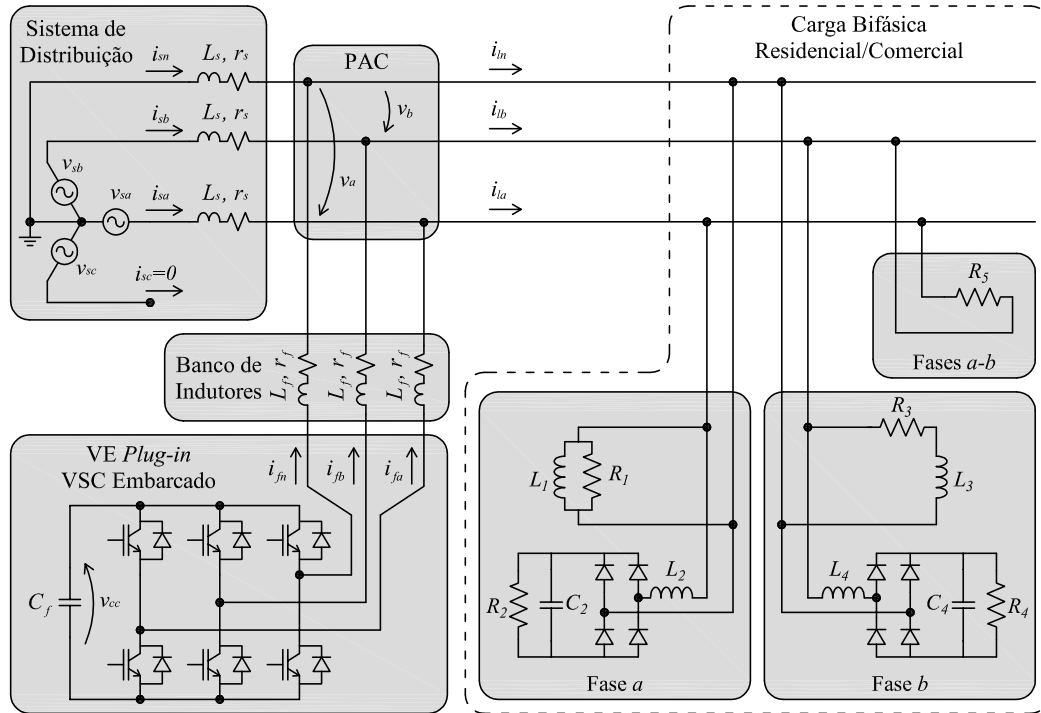 Sistema de
Distribuição
isn
Ls, rs
isb
Ls, rs
vsb
vsa
isa
Ls, rs
vsc
isc=0
PAC
vb
va
iln
ilb
ila
Carga Bifásica
Residencial/Comercial
R5
Fases a-b
Banco de
Indutores
Lf, rf
Lf, rf
Lf, rf
VE Plug-in
VSC Embarcado
ifn
ifb
ifa
Cf
vcc
L1
R1
R2
C2
L2
Fase a
R3
L3
L4
C4
R4
Fase b